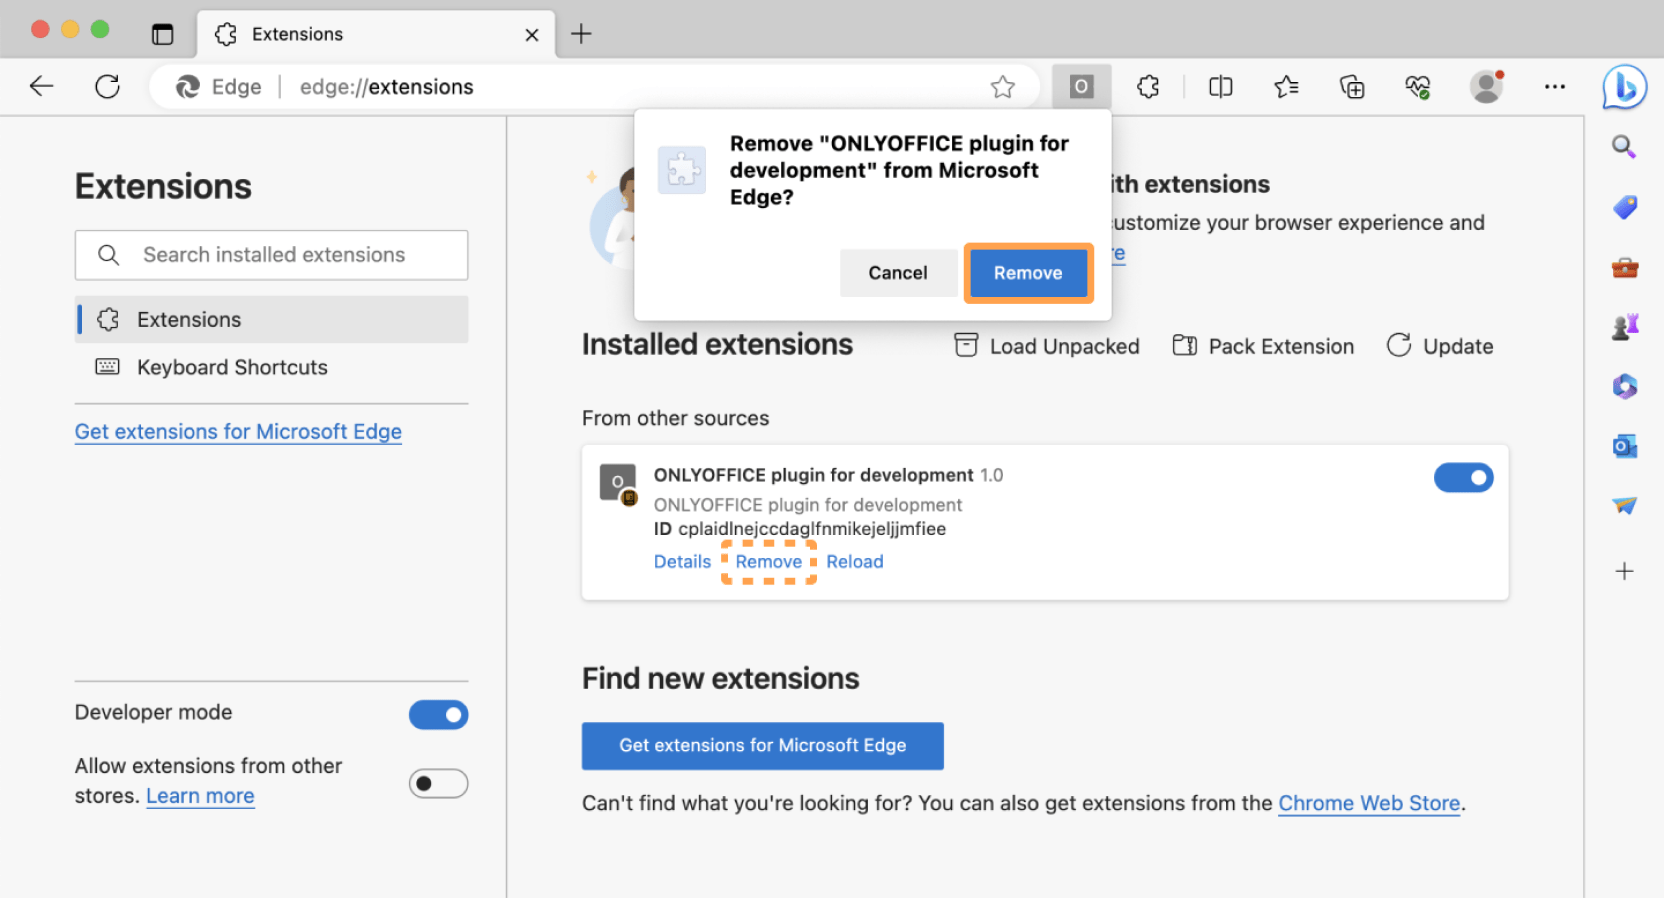 Extensions
Edge
edge://extensions
O
Remove "ONLYOFFICE plugin for
development" from Microsoft
Edge?
Cancel
Remove
Extensions
Search installed extensions
Extensions
Keyboard Shortcuts
Get extensions for Microsoft Edge
Developer mode
Allow extensions from other
stores. Learn more
ith extensions
customize your browser experience and
re
Installed extensions
Load Unpacked
Pack Extension
Update
From other sources
O
ONLYOFFICE plugin for development 1.0
ONLYOFFICE plugin for development
ID cplaidlnejccdaglfnmikejeljjmfiee
Details
Remove
Reload
Find new extensions
Get extensions for Microsoft Edge
Can't find what you're looking for? You can also get extensions from the Chrome Web Store.